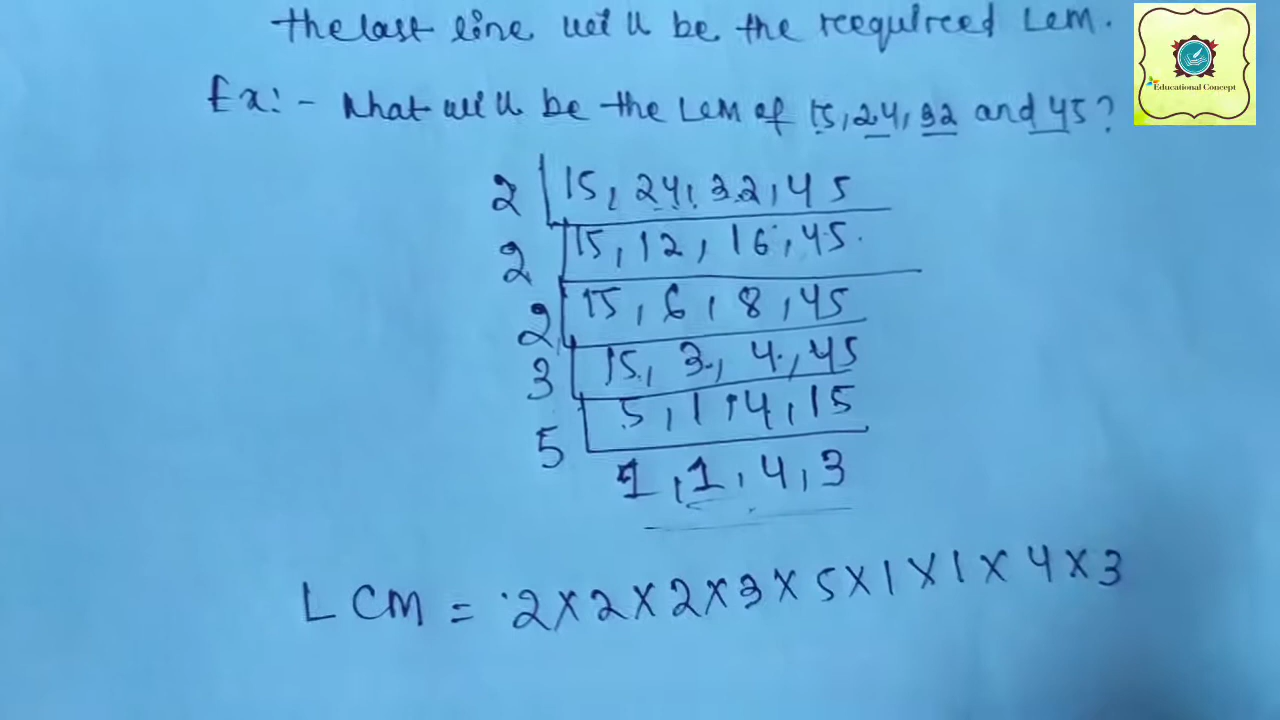 the last line will be the reequired Lcm.
Educational Concept
Ex:- What will be the LCM of 15, 24, 32 and 45?
2 | 15, 24, 32, 45
2 | 15, 12, 16, 45
2 | 15, 6, 8, 45
3 | 15, 3, 4, 45
5 | 5, 1, 4, 15
1, 1, 4, 3
LCM = 2×2×2×3×5×1×1×4×3